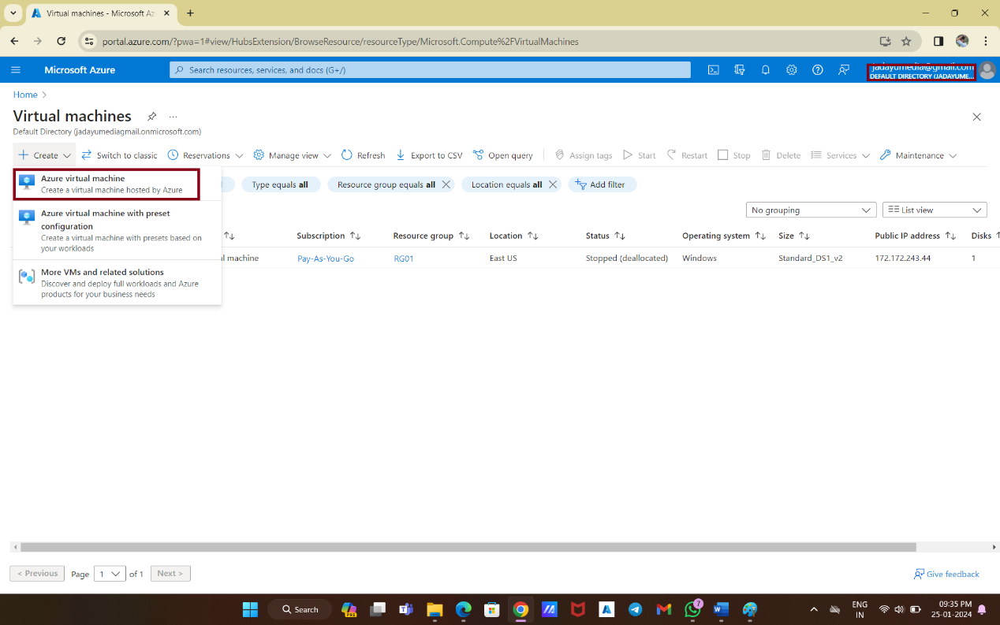 Virtual machines - Microsoft Az
portal.azure.com/?pwa=1#view/HubsExtension/BrowseResource/resourceType/Microsoft.Compute%2FVirtualMachines
Microsoft Azure
Search resources, services, and docs (G+/)
jadayumedia@gmail.com
DEFAULT DIRECTORY (JADAYUME...
Home >
Virtual machines
...
Default Directory (jadayumediagmail.onmicrosoft.com)
+ Create Switch to classic Reservations Manage view Refresh Export to CSV Open query Assign tags Start Restart Stop Delete Services Maintenance
Azure virtual machine
Create a virtual machine hosted by Azure
Azure virtual machine with preset
configuration
Create a virtual machine with presets based on
your workloads
More VMs and related solutions
Discover and deploy full workloads and Azure
products for your business needs
Type equals all Resource group equals all Location equals all Add filter
No grouping List view
Subscription Resource group Location Status Operating system Size Public IP address Disks
machine Pay-As-You-Go RG01 East US Stopped (deallocated) Windows Standard_DS1_v2 172.172.243.44 1
< Previous Page 1 of 1 Next >
Give feedback
Search
PRE
7
ENG
IN
09:35 PM
25-01-2024